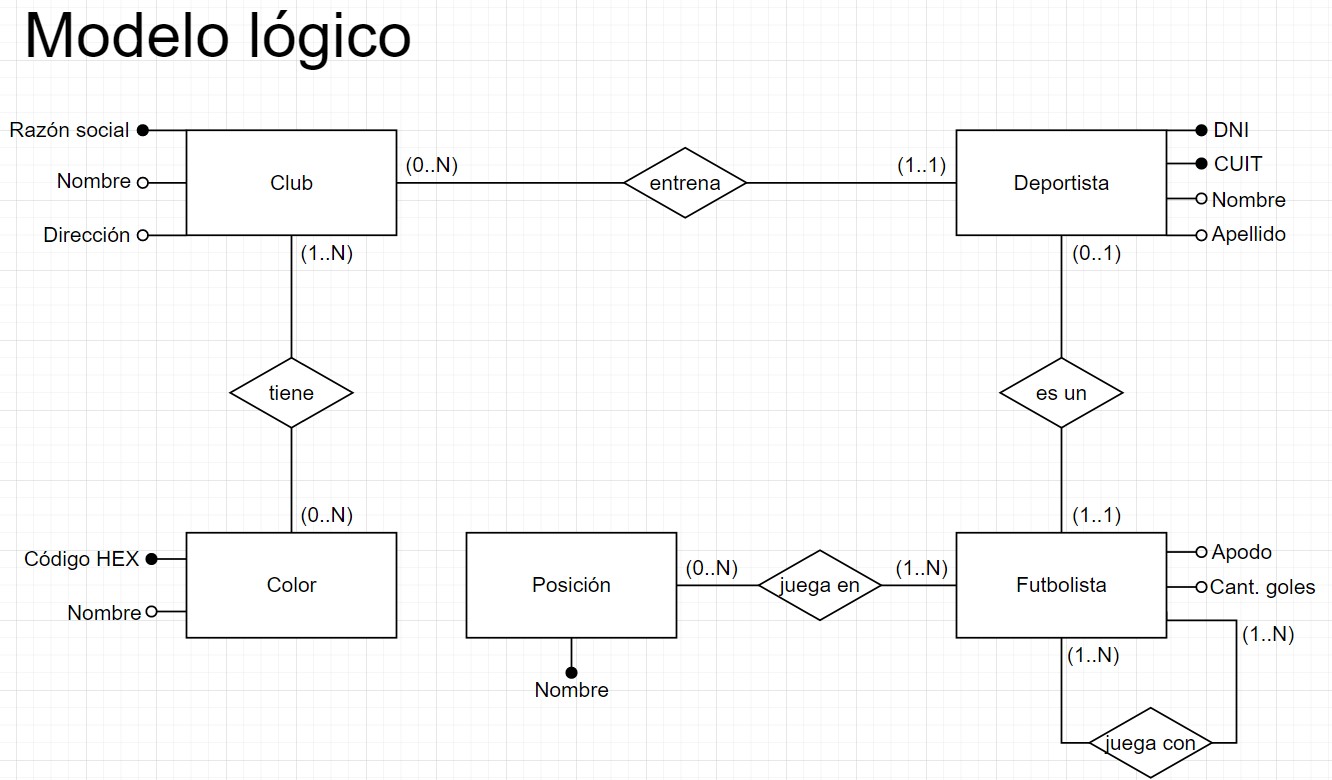 Modelo lógico
Razón social
Nombre
Dirección
Club
(0..N)
entrena
(1..1)
Deportista
DNI
CUIT
Nombre
Apellido
(1..N)
(0..1)
tiene
es un
(0..N)
(1..1)
Código HEX
Nombre
Color
Posición
(0..N)
juega en
(1..N)
Futbolista
Apodo
Cant. goles
Nombre
(1..N)
(1..N)
juega con